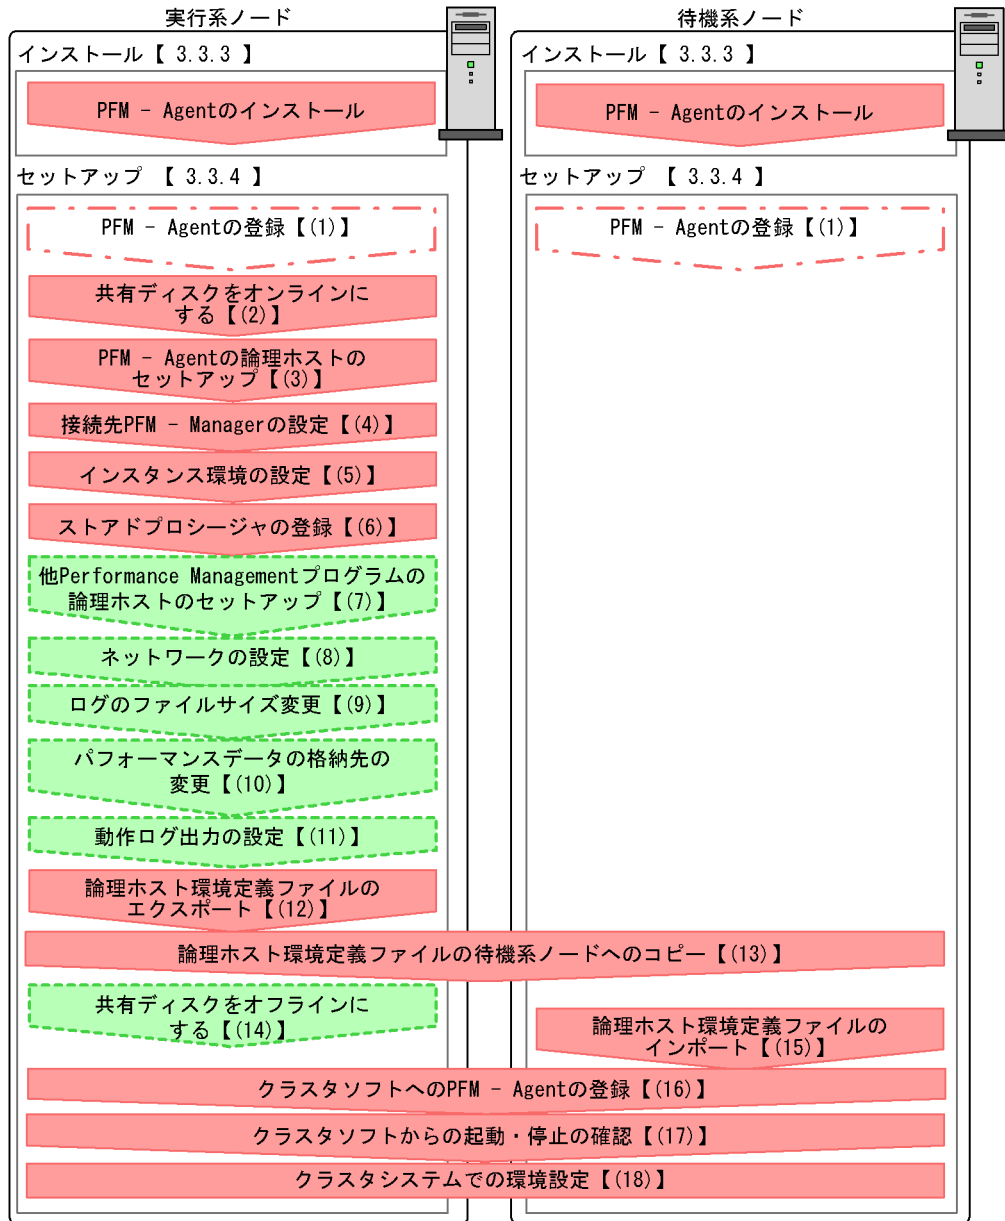 実行系ノード
待機系ノード
インストール【 3.3.3 】
インストール【 3.3.3 】
PFM － Agentのインストール
PFM － Agentのインストール
セットアップ 【 3.3.4 】
セットアップ 【 3.3.4 】
PFM － Agentの登録【(1)】
PFM － Agentの登録【(1)】
共有ディスクをオンラインに
する【(2)】
PFM － Agentの論理ホストの
セットアップ【(3)】
接続先PFM － Managerの設定【(4)】
インスタンス環境の設定【(5)】
ストアドプロシージャの登録【(6)】
他Performance Managementプログラムの
論理ホストのセットアップ【(7)】
ネットワークの設定【(8)】
ログのファイルサイズ変更【(9)】
パフォーマンスデータの格納先の
変更【(10)】
動作ログ出力の設定【(11)】
論理ホスト環境定義ファイルの
エクスポート【(12)】
論理ホスト環境定義ファイルの待機系ノードへのコピー【(13)】
共有ディスクをオフラインに
する【(14)】
論理ホスト環境定義ファイルの
インポート【(15)】
クラスタソフトへのPFM － Agentの登録【(16)】
クラスタソフトからの起動・停止の確認【(17)】
クラスタシステムでの環境設定【(18)】